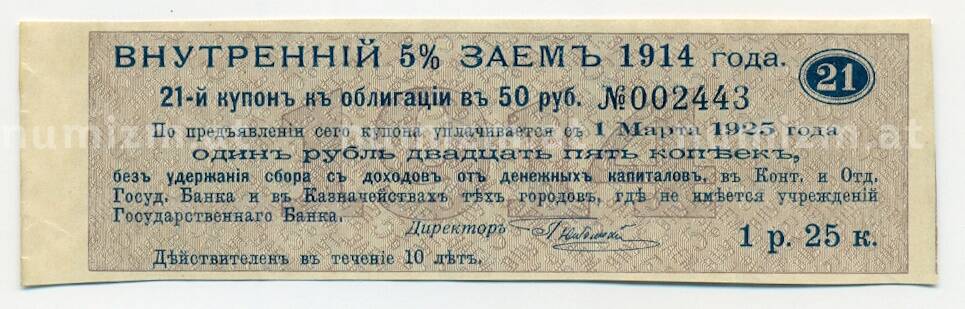 ВНУТРЕННІЙ 5% ЗАЕМЪ 1914 года.
21
21-й купонъ къ облигаціи въ 50 руб. №002443
По предъявленіи сего купона уплачивается съ 1 Марта 1925 года
одинъ рубль двадцать пять копѣекъ,
безъ удержанія сбора съ доходовъ отъ денежныхъ капиталовъ, въ Конт. и Отд.
Госуд. Банка и въ Казначействахъ тѣхъ городовъ, гдѣ не имѣется учрежденій
Государственнаго Банка.
Директоръ
1 р. 25 к.
Дѣйствителенъ въ теченіе 10 лѣтъ.